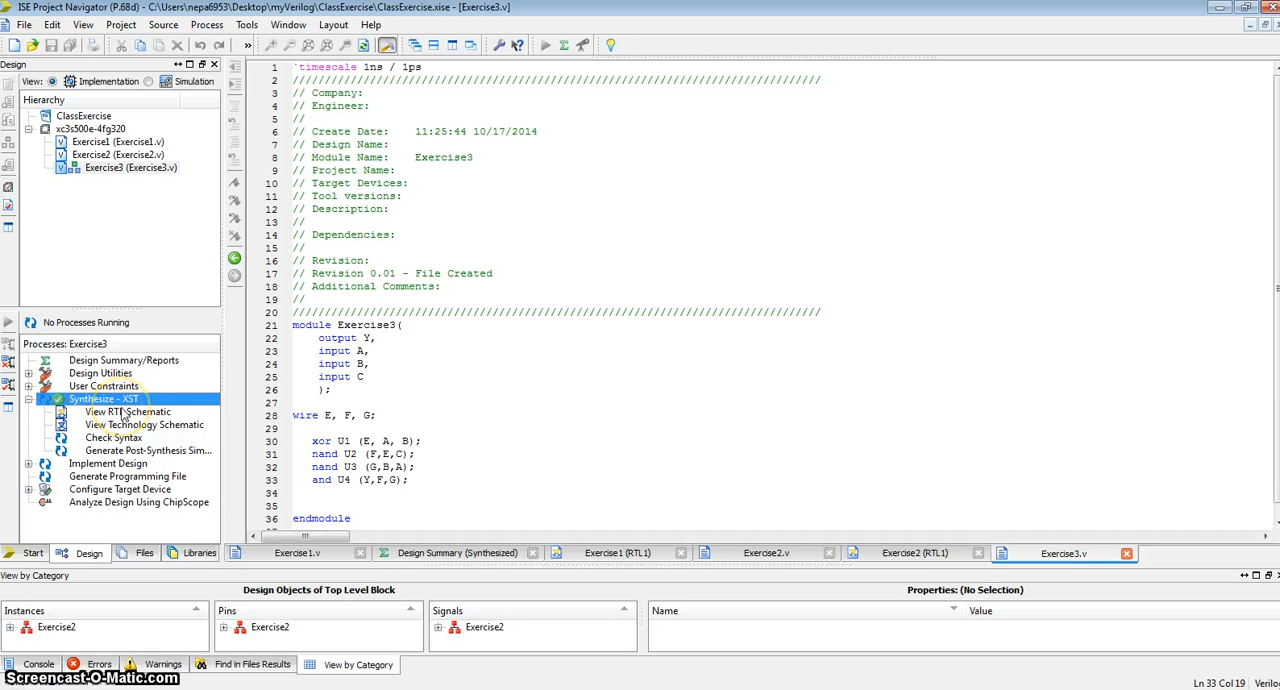 ISE Project Navigator (P.68d) - C:\Users\nepa6953\Desktop\myVerilog\ClassExercise\ClassExercise.xise - [Exercise3.v]
File Edit View Project Source Process Tools Window Layout Help
Design
View: Implementation Simulation
Hierarchy
ClassExercise
xc3s500e-4fg320
Exercise1 (Exercise1.v)
Exercise2 (Exercise2.v)
Exercise3 (Exercise3.v)
No Processes Running
Processes: Exercise3
Design Summary/Reports
Design Utilities
User Constraints
Synthesize - XST
View RTL Schematic
View Technology Schematic
Check Syntax
Generate Post-Synthesis Sim...
Implement Design
Generate Programming File
Configure Target Device
Analyze Design Using ChipScope
Start Design Files Libraries
1 `timescale 1ns / 1ps
2 //////////////////////////////////////////////////////////////////////////////////
3 // Company:
4 // Engineer:
5 //
6 // Create Date: 11:25:44 10/17/2014
7 // Design Name:
8 // Module Name: Exercise3
9 // Project Name:
10 // Target Devices:
11 // Tool versions:
12 // Description:
13 //
14 // Dependencies:
15 //
16 // Revision:
17 // Revision 0.01 - File Created
18 // Additional Comments:
19 //
20 //////////////////////////////////////////////////////////////////////////////////
21 module Exercise3(
22 output Y,
23 input A,
24 input B,
25 input C
26 );
27
28 wire E, F, G;
29
30 xor U1 (E, A, B);
31 nand U2 (F,E,C);
32 nand U3 (G,B,A);
33 and U4 (Y,F,G);
34
35
36 endmodule
Exercise1.v Design Summary (Synthesized) Exercise1 (RTL1) Exercise2.v Exercise2 (RTL1) Exercise3.v
View by Category
Design Objects of Top Level Block Properties: (No Selection)
Instances Pins Signals Name Value
Exercise2 Exercise2 Exercise2
Console Errors Warnings Find in Files Results View by Category
Screencast-O-Matic.com
Ln 33 Col 19 Verilo